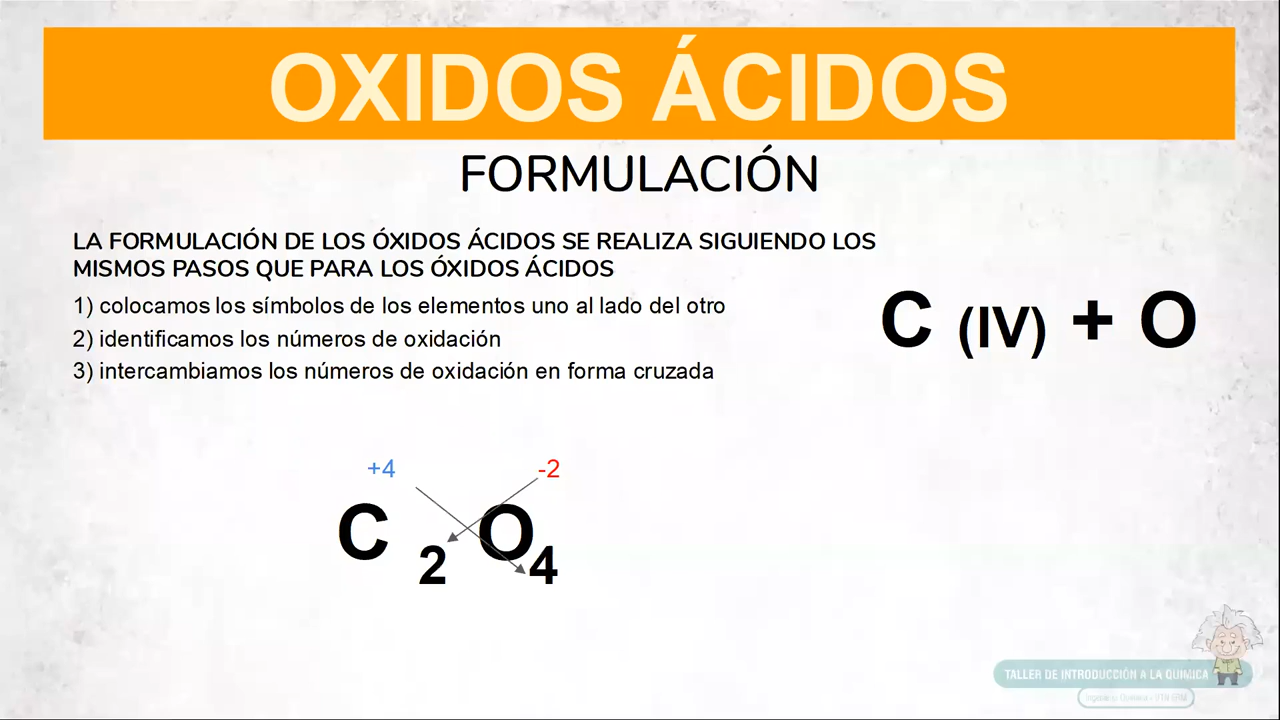 OXIDOS ÁCIDOS
FORMULACIÓN
LA FORMULACIÓN DE LOS ÓXIDOS ÁCIDOS SE REALIZA SIGUIENDO LOS
MISMOS PASOS QUE PARA LOS ÓXIDOS ÁCIDOS
1) colocamos los símbolos de los elementos uno al lado del otro
2) identificamos los números de oxidación
3) intercambiamos los números de oxidación en forma cruzada
C (IV) + O
+4 -2
C 2 O4
TALLER DE INTRODUCCIÓN A LA QUÍMICA